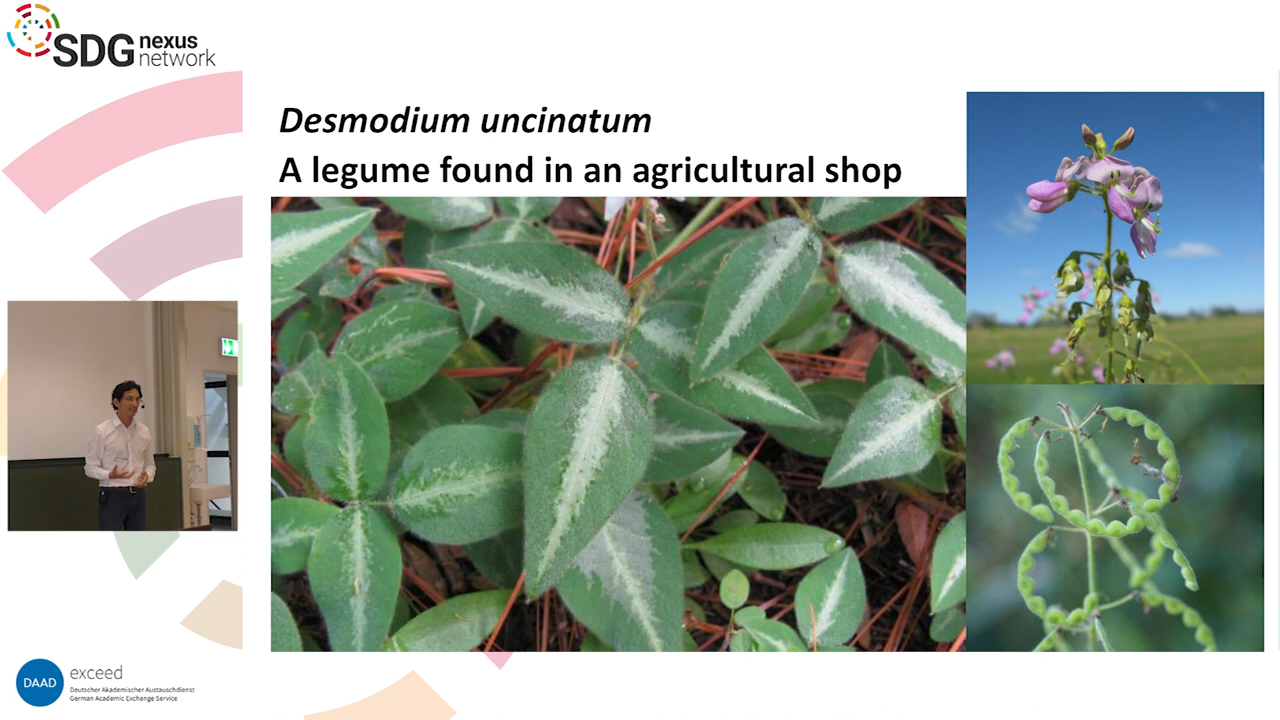 SDG nexus
network
Desmodium uncinatum
A legume found in an agricultural shop
DAAD
exceed
Deutscher Akademischer Austauschdienst
German Academic Exchange Service